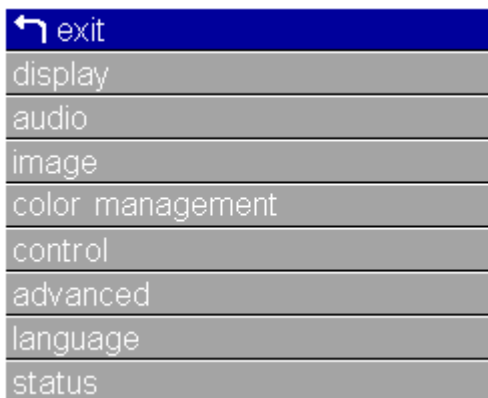 exit
display
audio
image
color management
control
advanced
language
status